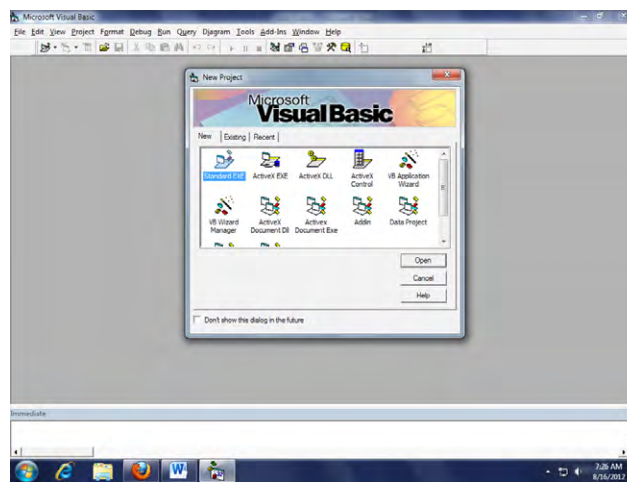 Microsoft Visual Basic
File Edit View Project Format Debug Run Query Diagram Tools Add-Ins Window Help
New Project
Microsoft
Visual Basic
New Existing Recent
Standard EXE ActiveX EXE ActiveX DLL ActiveX Control VB Application Wizard
VB Wizard Manager ActiveX Document Dll Activex Document Exe Addin Data Project
Open
Cancel
Help
Don't show this dialog in the future
Immediate
W
7:26 AM
8/16/2012